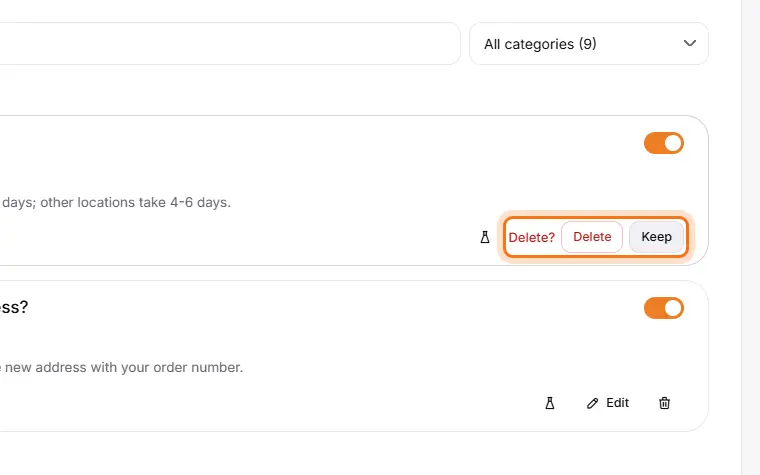 All categories (9)
days; other locations take 4-6 days.
Delete? Delete Keep
ess?
new address with your order number.
Edit